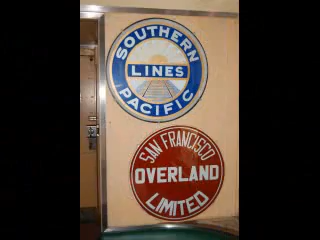 SOUTHERN
LINES
PACIFIC
SAN FRANCISCO
OVERLAND
LIMITED